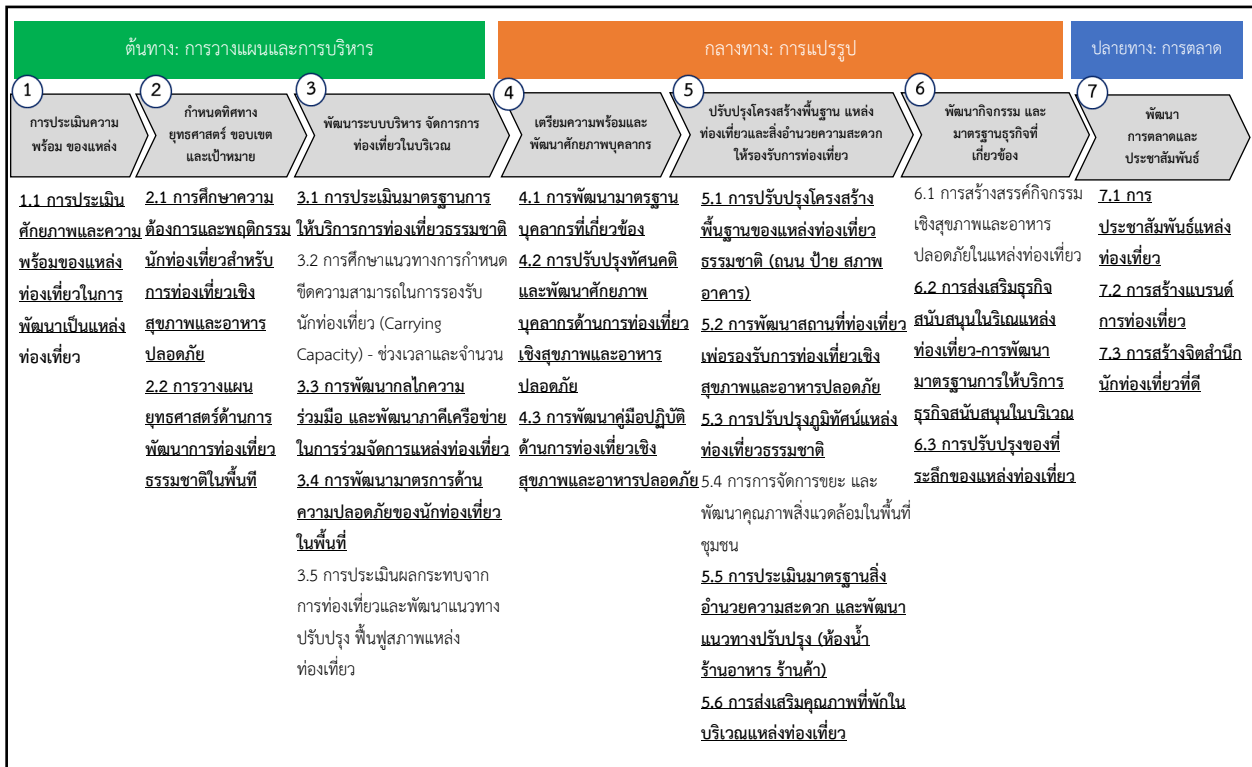 ต้นทาง: การวางแผนและการบริหาร
กลางทาง: การแปรรูป
ปลายทาง: การตลาด
1
การประเมินความ
พร้อม ของแหล่ง
2
กำหนดทิศทาง
ยุทธศาสตร์ ขอบเขต
และเป้าหมาย
3
พัฒนาระบบบริหาร จัดการการ
ท่องเที่ยวในบริเวณ
4
เตรียมความพร้อมและ
พัฒนาศักยภาพบุคลากร
5
ปรับปรุงโครงสร้างพื้นฐาน แหล่ง
ท่องเที่ยวและสิ่งอำนวยความสะดวก
ให้รองรับการท่องเที่ยว
6
พัฒนากิจกรรม และ
มาตรฐานธุรกิจที่
เกี่ยวข้อง
7
พัฒนา
การตลาดและ
ประชาสัมพันธ์
1.1 การประเมิน
ศักยภาพและความ
พร้อมของแหล่ง
ท่องเที่ยวในการ
พัฒนาเป็นแหล่ง
ท่องเที่ยว
2.1 การศึกษาความ
ต้องการและพฤติกรรม
นักท่องเที่ยวสำหรับ
การท่องเที่ยวเชิง
สุขภาพและอาหาร
ปลอดภัย
2.2 การวางแผน
ยุทธศาสตร์ด้านการ
พัฒนาการท่องเที่ยว
ธรรมชาติในพื้นที่
3.1 การประเมินมาตรฐานการ
ให้บริการการท่องเที่ยวธรรมชาติ
3.2 การศึกษาแนวทางการกำหนด
ขีดความสามารถในการรองรับ
นักท่องเที่ยว (Carrying
Capacity) - ช่วงเวลาและจำนวน
3.3 การพัฒนากลไกความ
ร่วมมือ และพัฒนาภาคีเครือข่าย
ในการร่วมจัดการแหล่งท่องเที่ยว
3.4 การพัฒนามาตรการด้าน
ความปลอดภัยของนักท่องเที่ยว
ในพื้นที่
3.5 การประเมินผลกระทบจาก
การท่องเที่ยวและพัฒนาแนวทาง
ปรับปรุง ฟื้นฟูสภาพแหล่ง
ท่องเที่ยว
4.1 การพัฒนามาตรฐาน
บุคลากรที่เกี่ยวข้อง
4.2 การปรับปรุงทัศนคติ
และพัฒนาศักยภาพ
บุคลากรด้านการท่องเที่ยว
เชิงสุขภาพและอาหาร
ปลอดภัย
4.3 การพัฒนาคู่มือปฏิบัติ
ด้านการท่องเที่ยวเชิง
สุขภาพและอาหารปลอดภัย
5.1 การปรับปรุงโครงสร้าง
พื้นฐานของแหล่งท่องเที่ยว
ธรรมชาติ (ถนน ป้าย สภาพ
อาคาร)
5.2 การพัฒนาสถานที่ท่องเที่ยว
เพ่อรองรับการท่องเที่ยวเชิง
สุขภาพและอาหารปลอดภัย
5.3 การปรับปรุงภูมิทัศน์แหล่ง
ท่องเที่ยวธรรมชาติ
5.4 การการจัดการขยะ และ
พัฒนาคุณภาพสิ่งแวดล้อมในพื้นที่
ชุมชน
5.5 การประเมินมาตรฐานสิ่ง
อำนวยความสะดวก และพัฒนา
แนวทางปรับปรุง (ห้องน้ำ
ร้านอาหาร ร้านค้า)
5.6 การส่งเสริมคุณภาพที่พักใน
บริเวณแหล่งท่องเที่ยว
6.1 การสร้างสรรค์กิจกรรม
เชิงสุขภาพและอาหาร
ปลอดภัยในแหล่งท่องเที่ยว
6.2 การส่งเสริมธุรกิจ
สนับสนุนในริเณแหล่ง
ท่องเที่ยว-การพัฒนา
มาตรฐานการให้บริการ
ธุรกิจสนับสนุนในบริเวณ
6.3 การปรับปรุงของที่
ระลึกของแหล่งท่องเที่ยว
7.1 การ
ประชาสัมพันธ์แหล่ง
ท่องเที่ยว
7.2 การสร้างแบรนด์
การท่องเที่ยว
7.3 การสร้างจิตสำนึก
นักท่องเที่ยวที่ดี